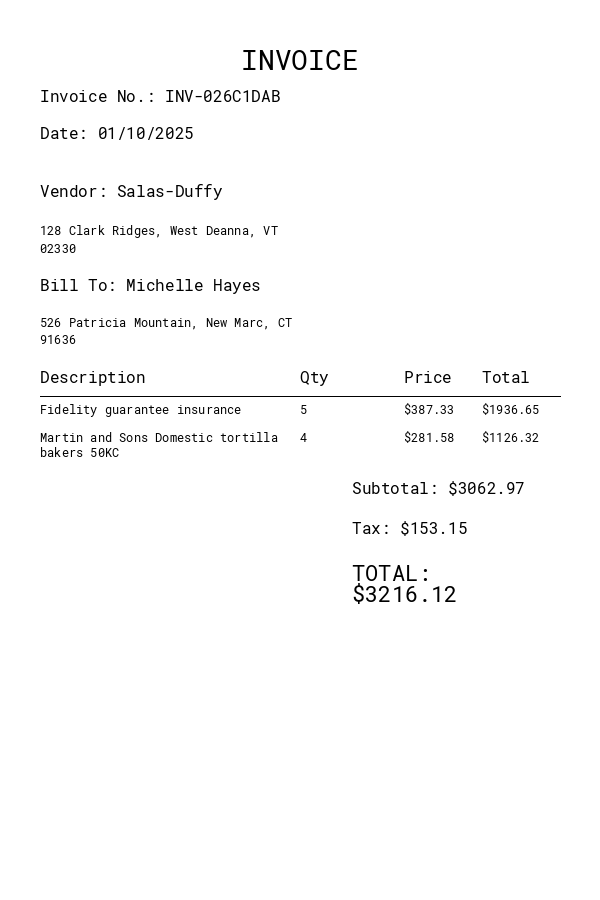 INVOICE
Invoice No.: INV-026C1DAB
Date: 01/10/2025
Vendor: Salas-Duffy
128 Clark Ridges, West Deanna, VT
02330
Bill To: Michelle Hayes
526 Patricia Mountain, New Marc, CT
91636
Description Qty Price Total
Fidelity guarantee insurance 5 $387.33 $1936.65
Martin and Sons Domestic tortilla 4 $281.58 $1126.32
bakers 50KC
Subtotal: $3062.97
Tax: $153.15
TOTAL:
$3216.12